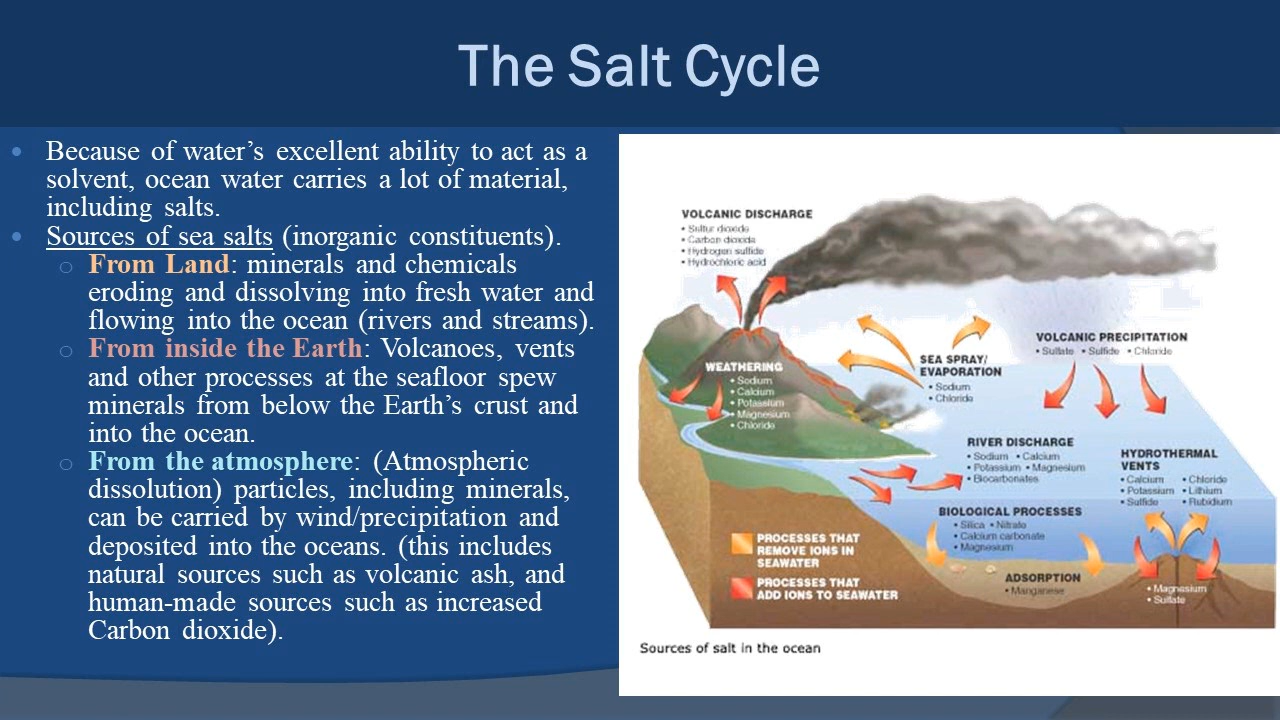 The Salt Cycle
• Because of water’s excellent ability to act as a
solvent, ocean water carries a lot of material,
including salts.
• Sources of sea salts (inorganic constituents).
o From Land: minerals and chemicals
eroding and dissolving into fresh water and
flowing into the ocean (rivers and streams).
o From inside the Earth: Volcanoes, vents
and other processes at the seafloor spew
minerals from below the Earth’s crust and
into the ocean.
o From the atmosphere: (Atmospheric
dissolution) particles, including minerals,
can be carried by wind/precipitation and
deposited into the oceans. (this includes
natural sources such as volcanic ash, and
human-made sources such as increased
Carbon dioxide).
VOLCANIC DISCHARGE
• Sulfur dioxide
• Carbon dioxide
• Hydrogen sulfide
• Hydrochloric acid
VOLCANIC PRECIPITATION
• Sulfate • Sulfide • Chloride
SEA SPRAY/
EVAPORATION
• Sodium
• Chloride
WEATHERING
• Sodium
• Calcium
• Potassium
• Magnesium
• Chloride
RIVER DISCHARGE
• Sodium • Calcium
• Potassium • Magnesium
• Biocarbonates
HYDROTHERMAL
VENTS
• Calcium • Chloride
• Potassium • Lithium
• Sulfide • Rubidium
BIOLOGICAL PROCESSES
• Silica • Nitrate
• Calcium carbonate
• Magnesium
ADSORPTION
• Manganese
• Magnesium
• Sulfate
PROCESSES THAT
REMOVE IONS IN
SEAWATER
PROCESSES THAT
ADD IONS TO SEAWATER
Sources of salt in the ocean